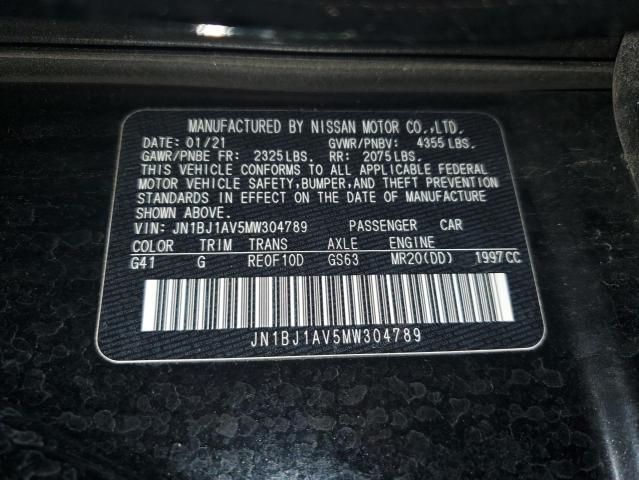 MANUFACTURED BY NISSAN MOTOR CO.,LTD.
DATE: 01/21 GVWR/PNBV: 4355 LBS.
GAWR/PNBE FR: 2325 LBS. RR: 2075 LBS.
THIS VEHICLE CONFORMS TO ALL APPLICABLE FEDERAL
MOTOR VEHICLE SAFETY, BUMPER, AND THEFT PREVENTION
STANDARDS IN EFFECT ON THE DATE OF MANUFACTURE
SHOWN ABOVE.
VIN: JN1BJ1AV5MW304789 PASSENGER CAR
COLOR TRIM TRANS AXLE ENGINE
G41 G RE0F10D GS63 MR20(DD) 1997CC
JN1BJ1AV5MW304789